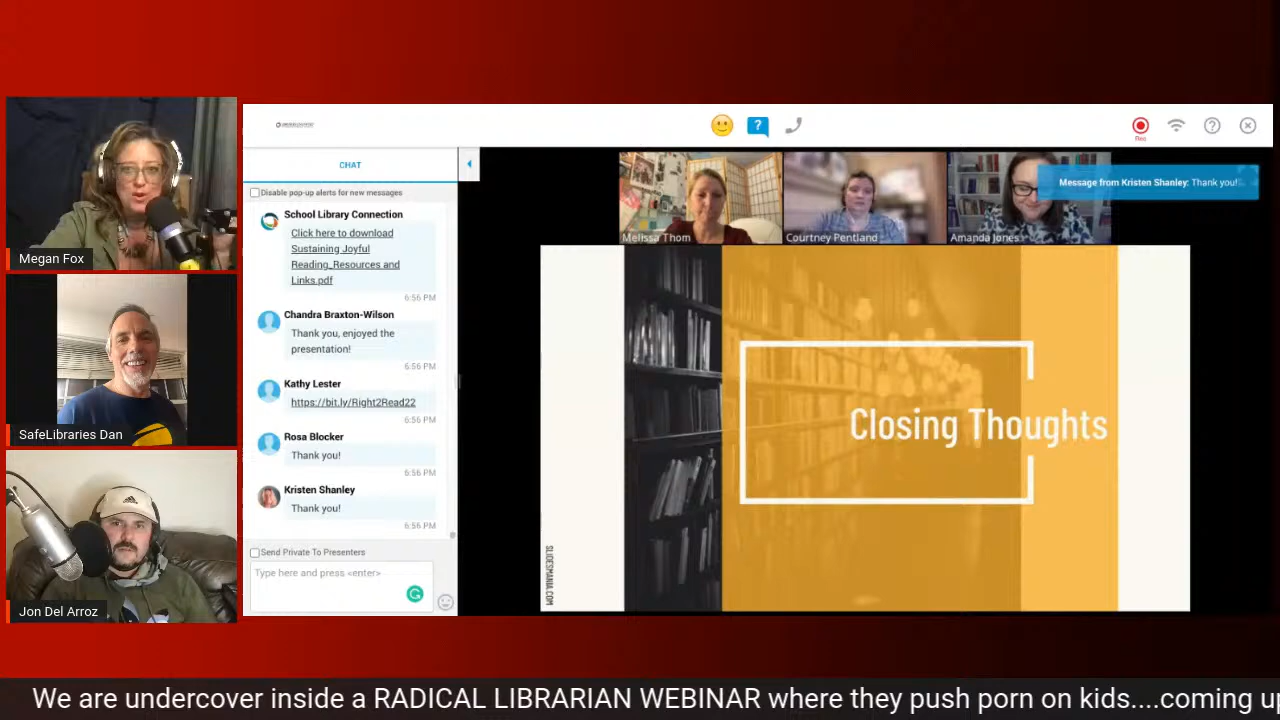 Megan Fox
SafeLibraries Dan
Jon Del Arroz
?
Rec
?
CHAT
Disable pop-up alerts for new messages
School Library Connection
Click here to download
Sustaining Joyful
Reading_Resources and
Links.pdf
6:56 PM
Chandra Braxton-Wilson
Thank you, enjoyed the
presentation!
6:56 PM
Kathy Lester
https://bit.ly/Right2Read22
6:56 PM
Rosa Blocker
Thank you!
6:56 PM
Kristen Shanley
Thank you!
6:56 PM
Send Private To Presenters
Type here and press <enter>
Melissa Thom
Courtney Pentland
Amanda Jones
Message from Kristen Shanley: Thank you!
Closing Thoughts
SLIDESMANIA.COM
We are undercover inside a RADICAL LIBRARIAN WEBINAR where they push porn on kids....coming up